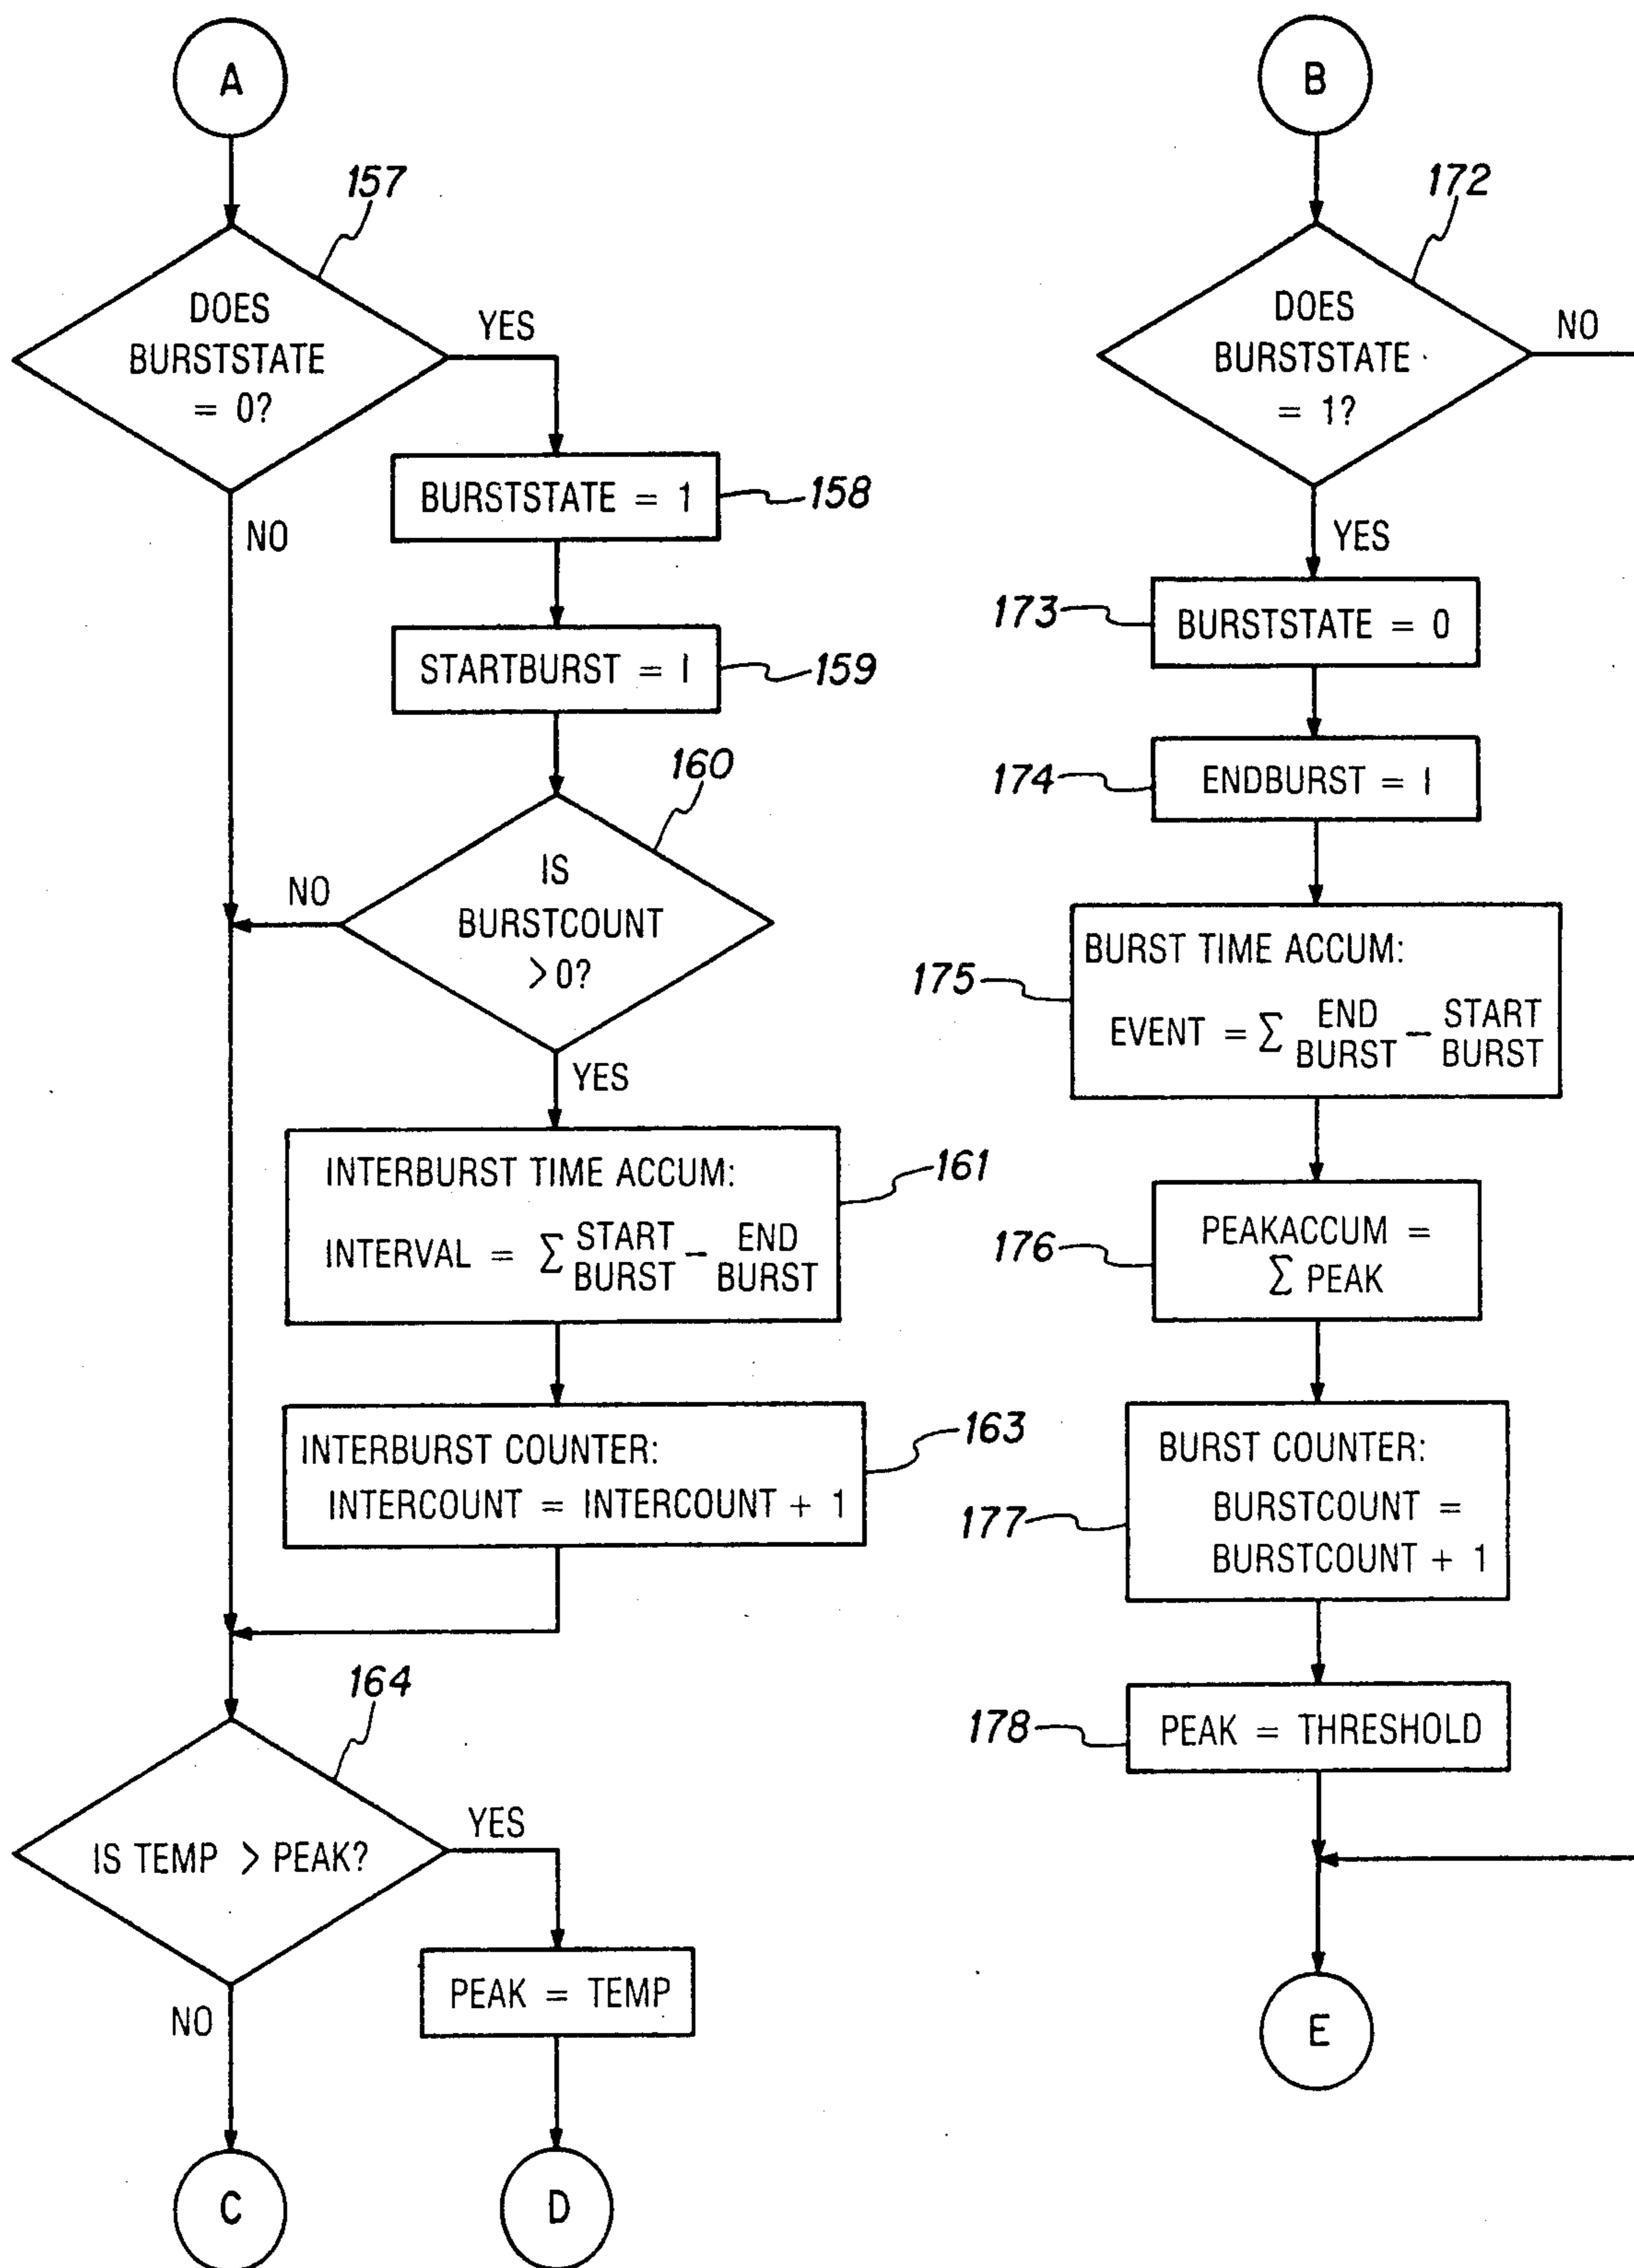 A
157
DOES
BURSTSTATE
= 0?
YES
NO
BURSTSTATE = 1
158
STARTBURST = I
159
160
IS
BURSTCOUNT
> 0?
NO
YES
INTERBURST TIME ACCUM:
INTERVAL = Σ START BURST - END BURST
161
INTERBURST COUNTER:
INTERCOUNT = INTERCOUNT + 1
163
164
IS TEMP > PEAK?
YES
NO
PEAK = TEMP
C
D
B
172
DOES
BURSTSTATE
= 1?
NO
YES
173
BURSTSTATE = 0
174
ENDBURST = I
175
BURST TIME ACCUM:
EVENT = Σ END BURST - START BURST
176
PEAKACCUM =
Σ PEAK
177
BURST COUNTER:
BURSTCOUNT =
BURSTCOUNT + 1
178
PEAK = THRESHOLD
E